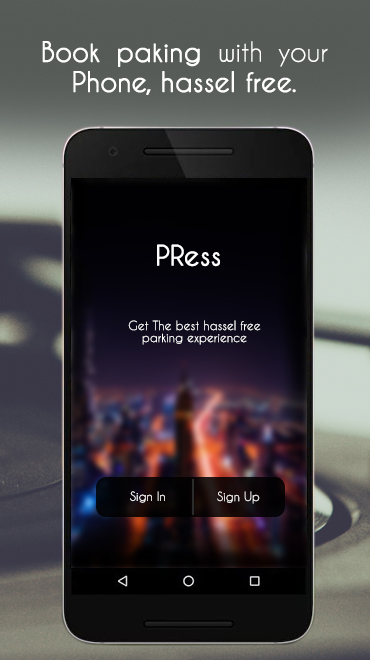 Book paking with your
Phone, hassel free.
PRess
Get The best hassel free
parking experience
Sign In
Sign Up